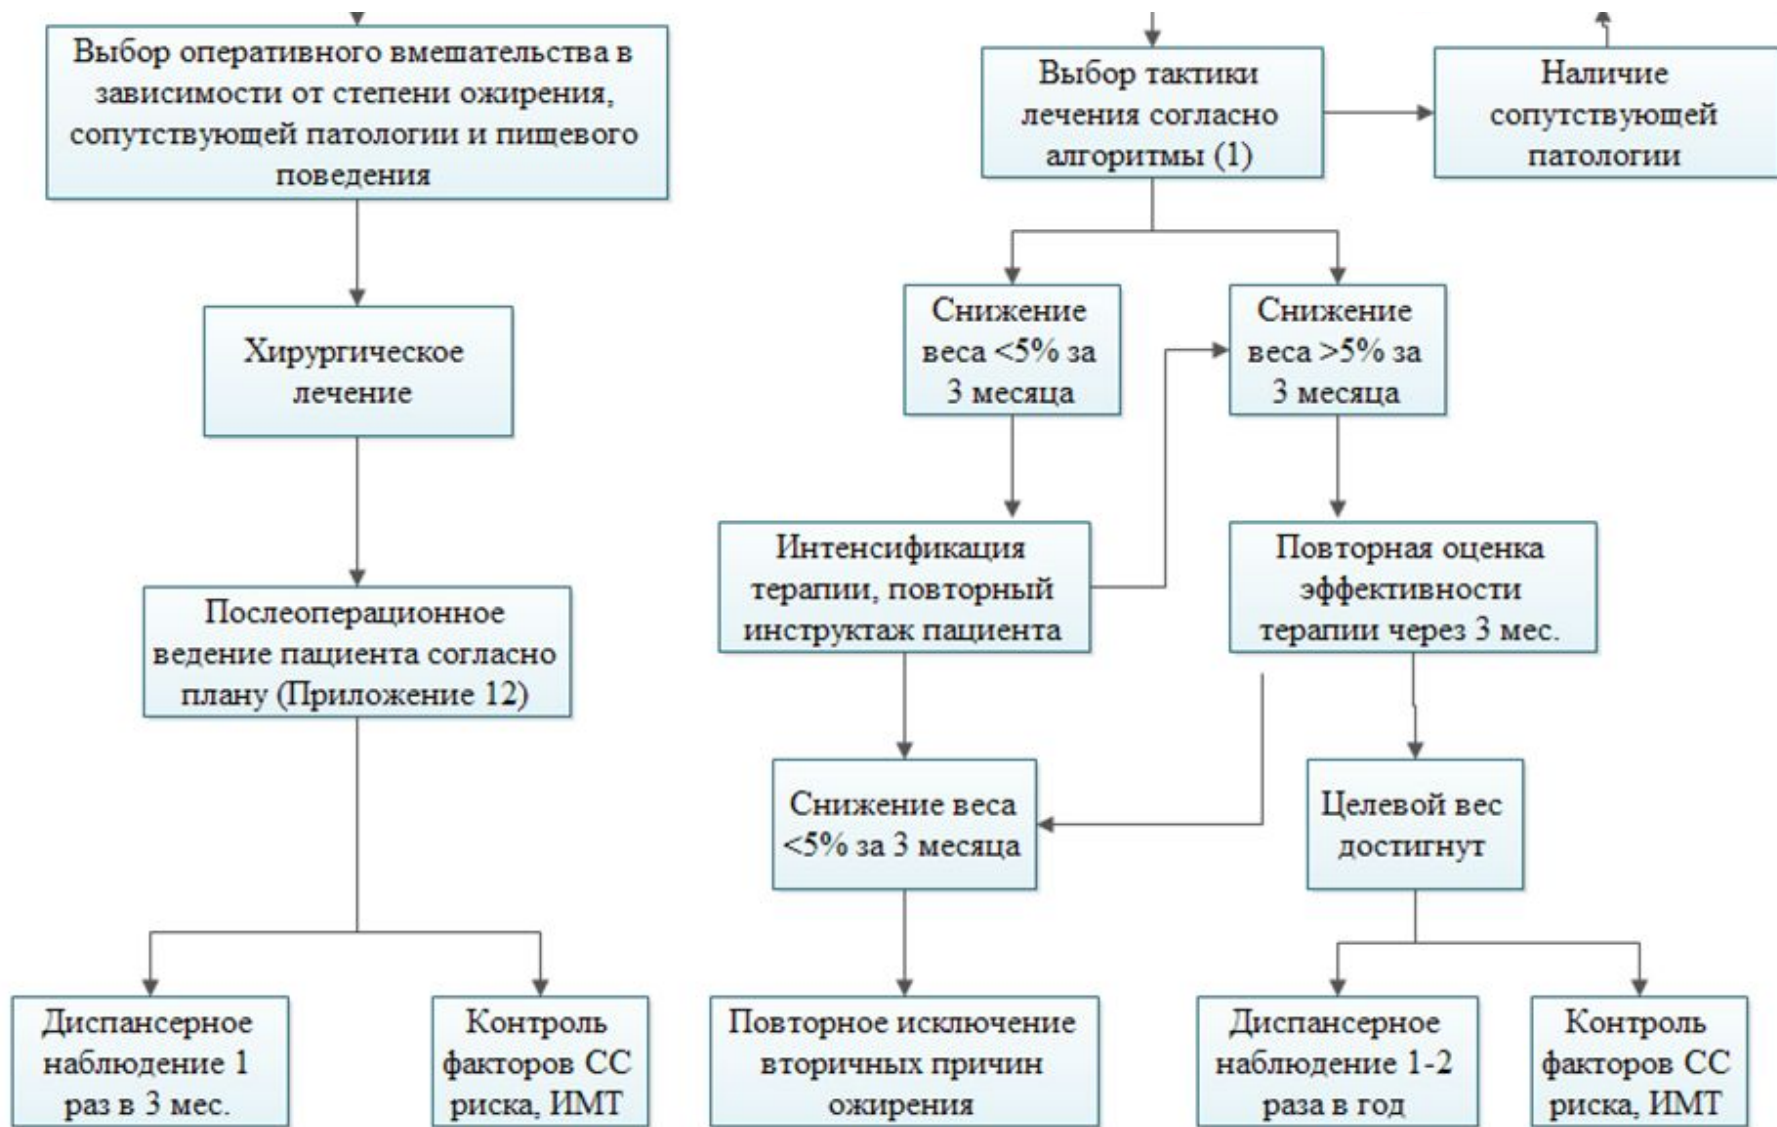 Выбор оперативного вмешательства в
зависимости от степени ожирения,
сопутствующей патологии и пищевого
поведения
Хирургическое
лечение
Послеоперационное
ведение пациента согласно
плану (Приложение 12)
Диспансерное
наблюдение 1
раз в 3 мес.
Контроль
факторов СС
риска, ИМТ
Выбор тактики
лечения согласно
алгоритмы (1)
Наличие
сопутствующей
патологии
Снижение
веса <5% за
3 месяца
Снижение
веса >5% за
3 месяца
Интенсификация
терапии, повторный
инструктаж пациента
Повторная оценка
эффективности
терапии через 3 мес.
Снижение веса
<5% за 3 месяца
Целевой вес
достигнут
Повторное исключение
вторичных причин
ожирения
Диспансерное
наблюдение 1-2
раза в год
Контроль
факторов СС
риска, ИМТ